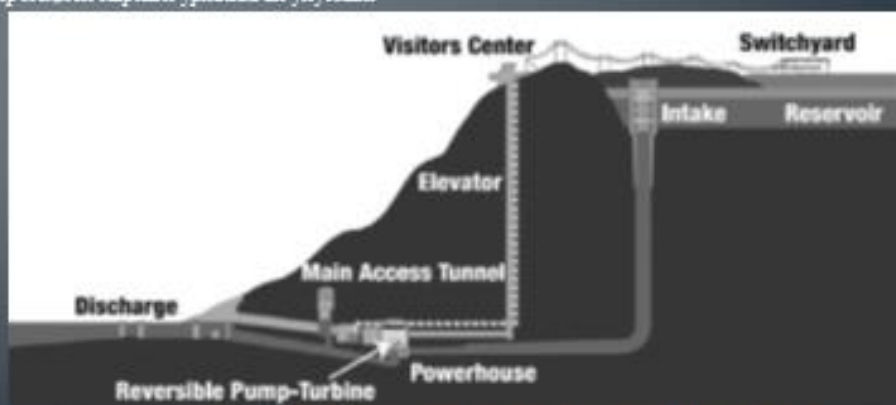 Visitors Center
Switchyard
Intake
Reservoir
Elevator
Main Access Tunnel
Discharge
Powerhouse
Reversible Pump-Turbine